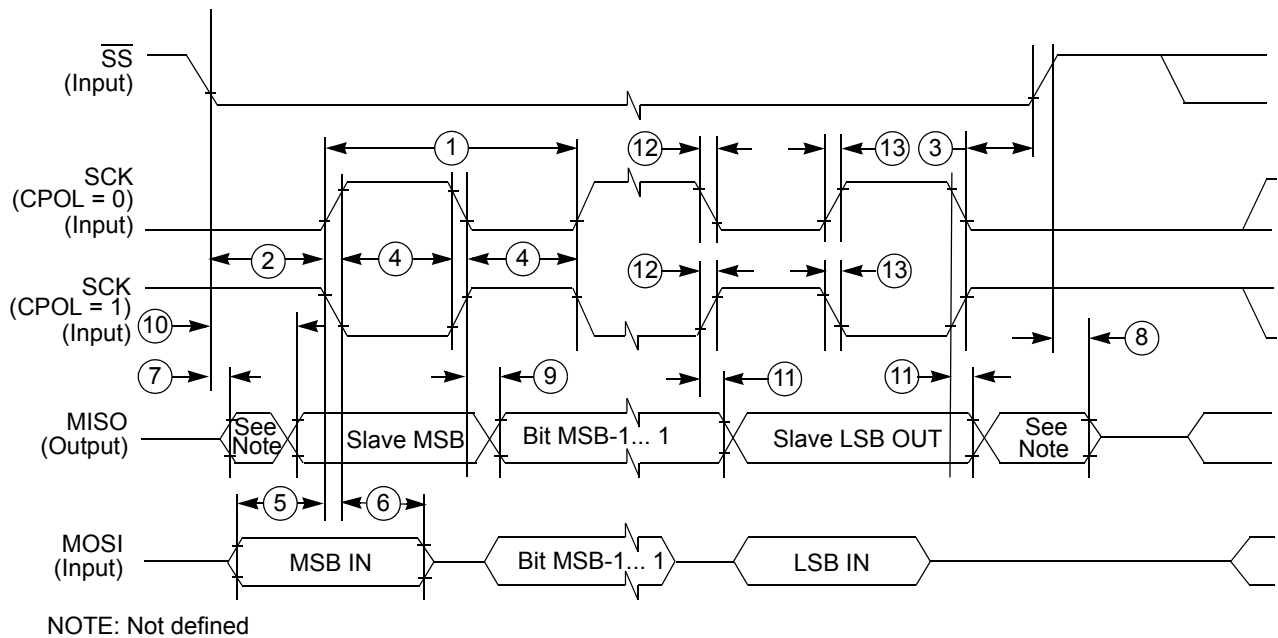 SS
(Input)
1
12
13
3
SCK
(CPOL = 0)
(Input)
2
4
4
12
13
SCK
(CPOL = 1)
(Input)
10
8
7
9
11
11
MISO
(Output)
See
Note
Slave MSB
Bit MSB-1... 1
Slave LSB OUT
See
Note
5
6
MOSI
(Input)
MSB IN
Bit MSB-1... 1
LSB IN
NOTE: Not defined